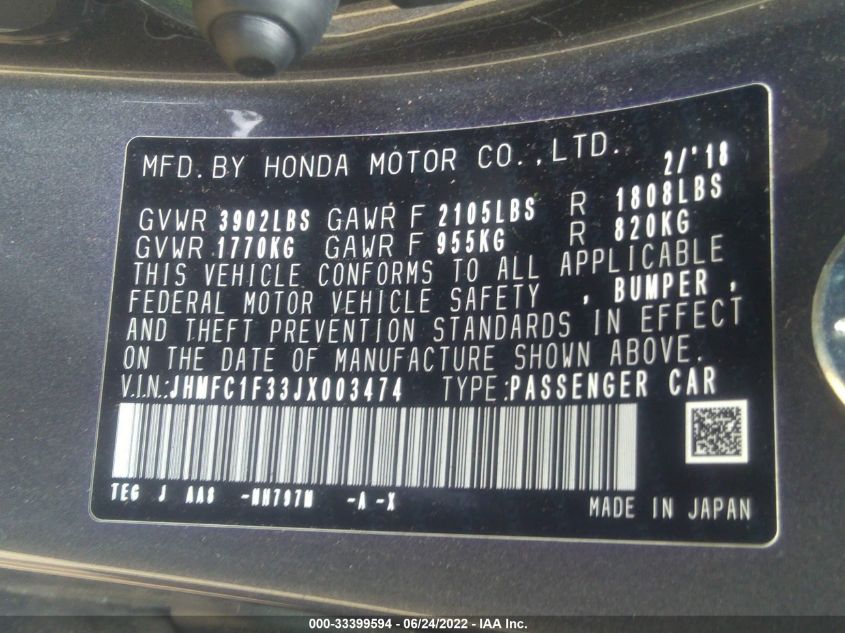 MFD. BY HONDA MOTOR CO., LTD. 2/'18
GVWR 3902LBS GAWR F 2105LBS R 1808LBS
GVWR 1770KG GAWR F 955KG R 820KG
THIS VEHICLE CONFORMS TO ALL APPLICABLE
FEDERAL MOTOR VEHICLE SAFETY , BUMPER ,
AND THEFT PREVENTION STANDARDS IN EFFECT
ON THE DATE OF MANUFACTURE SHOWN ABOVE.
V.I.N.:JHMFC1F33JX003474 TYPE:PASSENGER CAR
TEG J AA8 -NH797M -A -X
MADE IN JAPAN
000-33399594 - 06/24/2022 - IAA Inc.